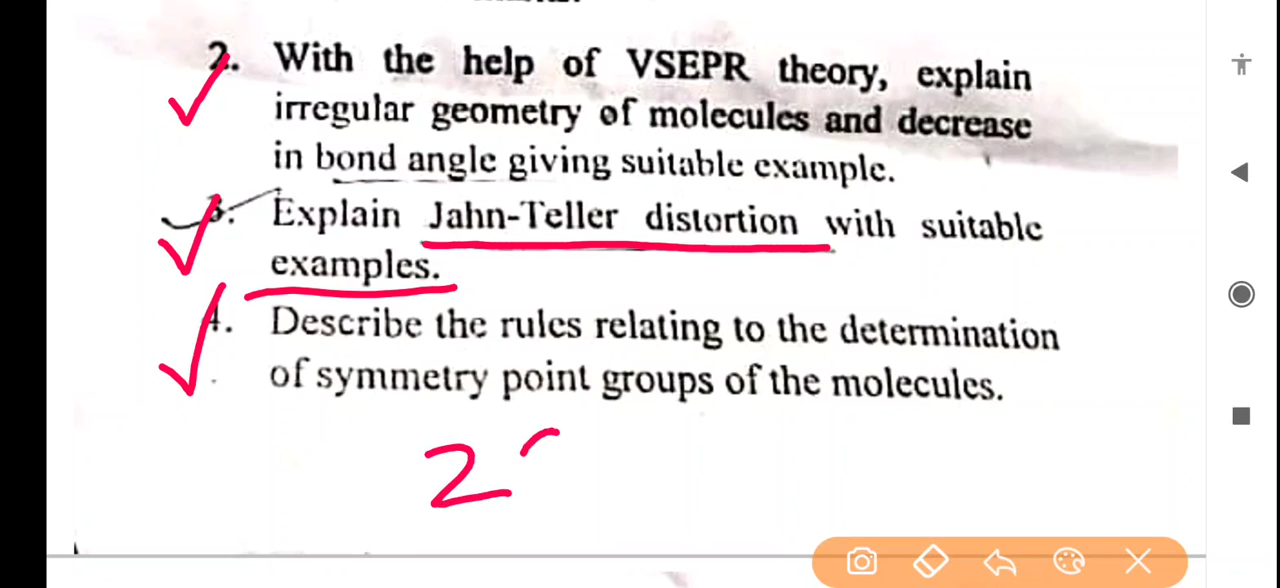 2. With the help of VSEPR theory, explain
irregular geometry of molecules and decrease
in bond angle giving suitable example.
3. Explain Jahn-Teller distortion with suitable
examples.
4. Describe the rules relating to the determination
of symmetry point groups of the molecules.
2